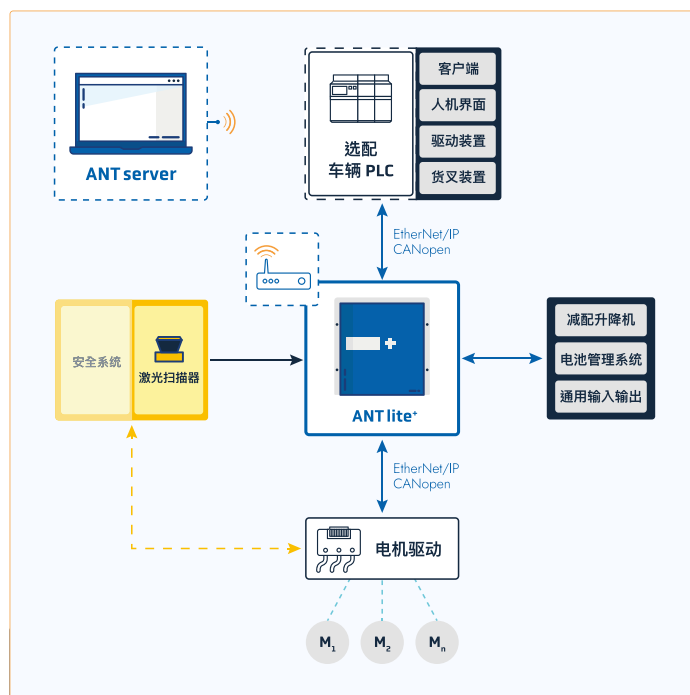 ANT server
选配
车辆 PLC
客户端
人机界面
驱动装置
货叉装置
EtherNet/IP
CANopen
安全系统
激光扫描器
ANT lite+
减配升降机
电池管理系统
通用输入输出
EtherNet/IP
CANopen
电机驱动
M1
M2
Mn